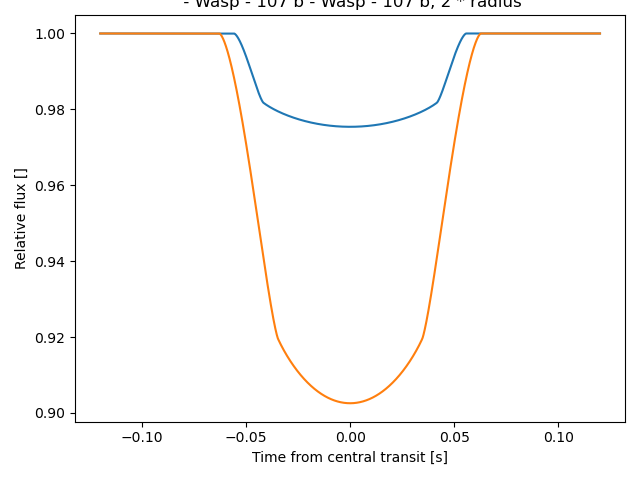 - Wasp - 107 b - Wasp - 107 b, 2 * radius
1.00
0.98
0.96
0.94
0.92
0.90
Relative flux []
−0.10 −0.05 0.00 0.05 0.10
Time from central transit [s]